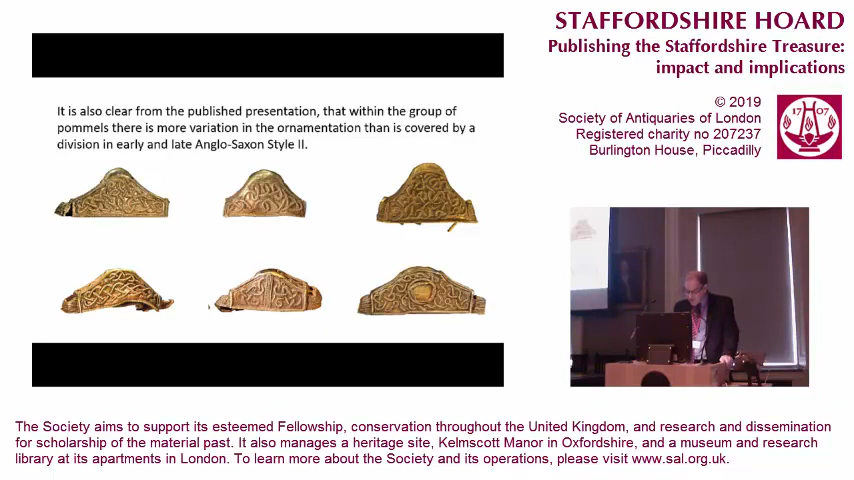 STAFFORDSHIRE HOARD
Publishing the Staffordshire Treasure:
impact and implications
© 2019
Society of Antiquaries of London
Registered charity no 207237
Burlington House, Piccadilly
17 07
It is also clear from the published presentation, that within the group of
pommels there is more variation in the ornamentation than is covered by a
division in early and late Anglo-Saxon Style II.
The Society aims to support its esteemed Fellowship, conservation throughout the United Kingdom, and research and dissemination
for scholarship of the material past. It also manages a heritage site, Kelmscott Manor in Oxfordshire, and a museum and research
library at its apartments in London. To learn more about the Society and its operations, please visit www.sal.org.uk.